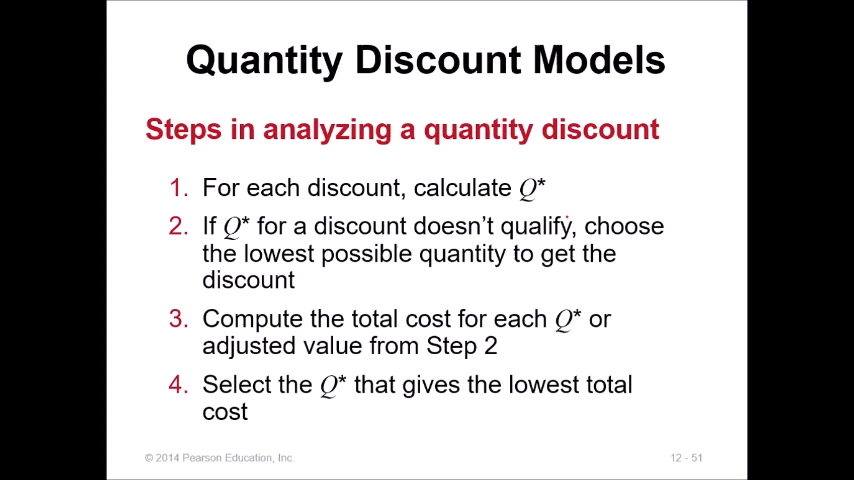 Quantity Discount Models
Steps in analyzing a quantity discount
1. For each discount, calculate Q*
2. If Q* for a discount doesn't qualify, choose
the lowest possible quantity to get the
discount
3. Compute the total cost for each Q* or
adjusted value from Step 2
4. Select the Q* that gives the lowest total
cost
© 2014 Pearson Education, Inc.
12 - 51